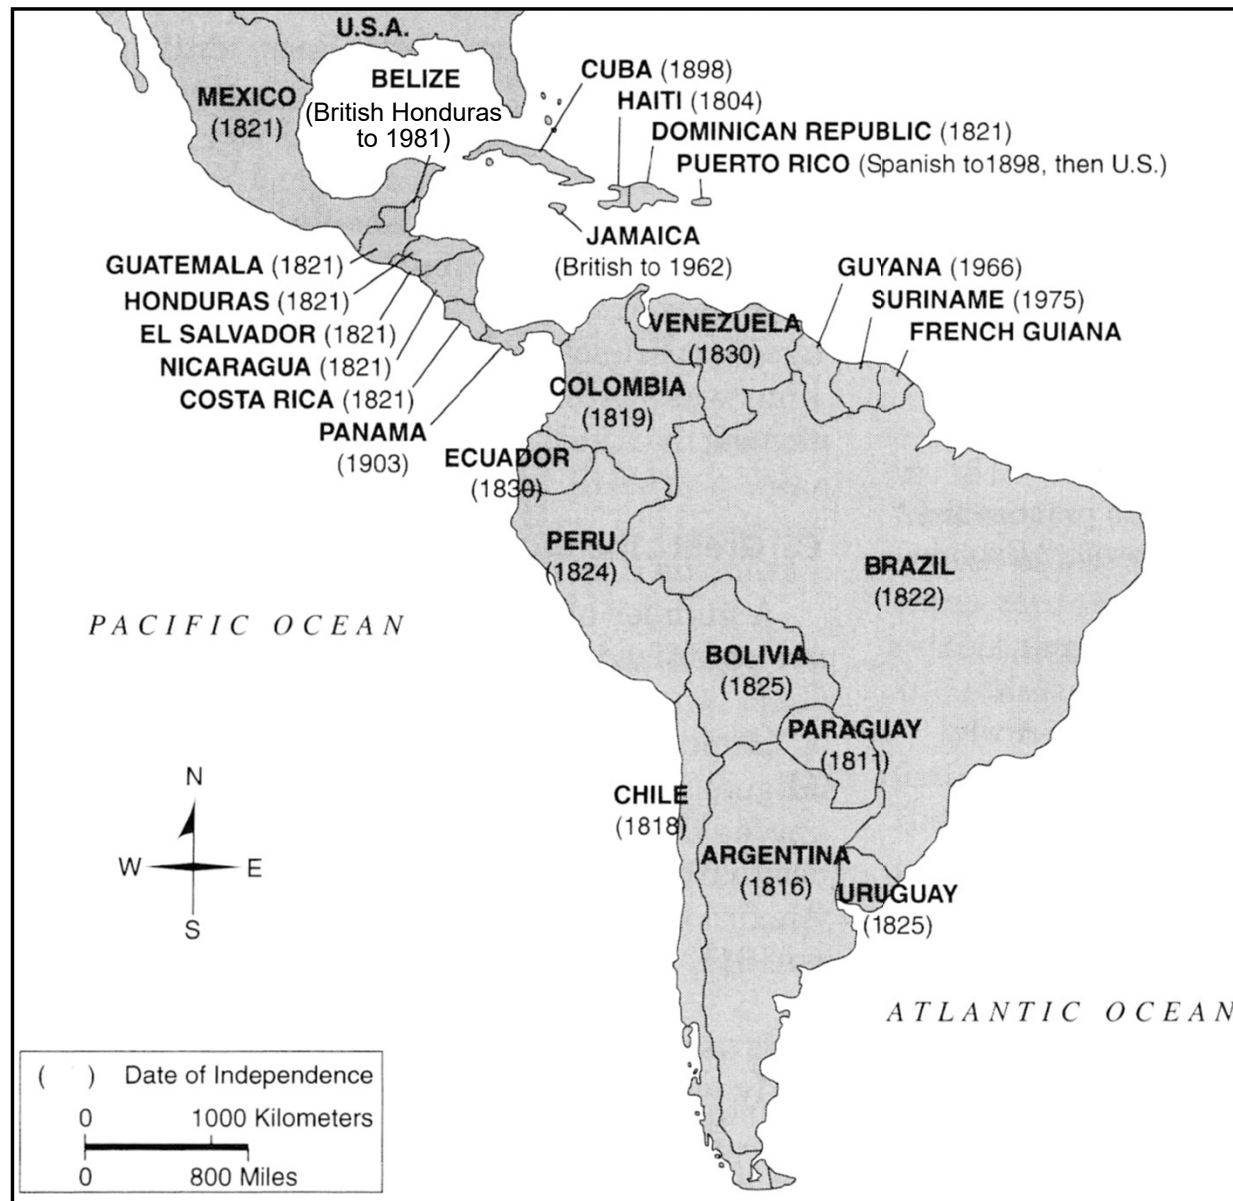 U.S.A.
MEXICO
(1821)
BELIZE
(British Honduras
to 1981)
CUBA (1898)
HAITI (1804)
DOMINICAN REPUBLIC (1821)
PUERTO RICO (Spanish to1898, then U.S.)
JAMAICA
(British to 1962)
GUATEMALA (1821)
HONDURAS (1821)
EL SALVADOR (1821)
NICARAGUA (1821)
COSTA RICA (1821)
PANAMA
(1903)
GUYANA (1966)
SURINAME (1975)
FRENCH GUIANA
VENEZUELA
(1830)
COLOMBIA
(1819)
ECUADOR
(1830)
PERU
(1824)
BRAZIL
(1822)
PACIFIC OCEAN
BOLIVIA
(1825)
PARAGUAY
(1811)
CHILE
(1818)
ARGENTINA
(1816)
URUGUAY
(1825)
N
W E
S
ATLANTIC OCEAN
( ) Date of Independence
0 1000 Kilometers
0 800 Miles